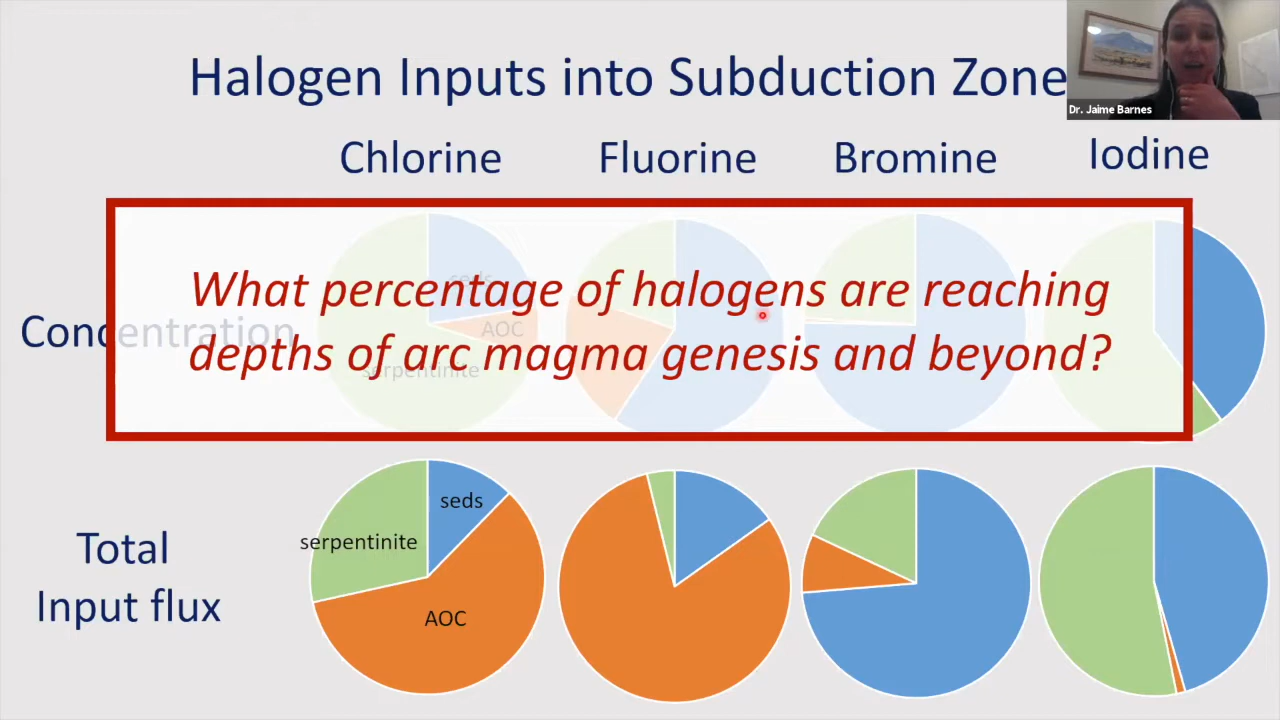 Halogen Inputs into Subduction Zone
Dr. Jaime Barnes
Chlorine
Fluorine
Bromine
Iodine
seds
AOC
serpentinite
Concentration
What percentage of halogens are reaching
depths of arc magma genesis and beyond?
Total
Input flux
seds
serpentinite
AOC